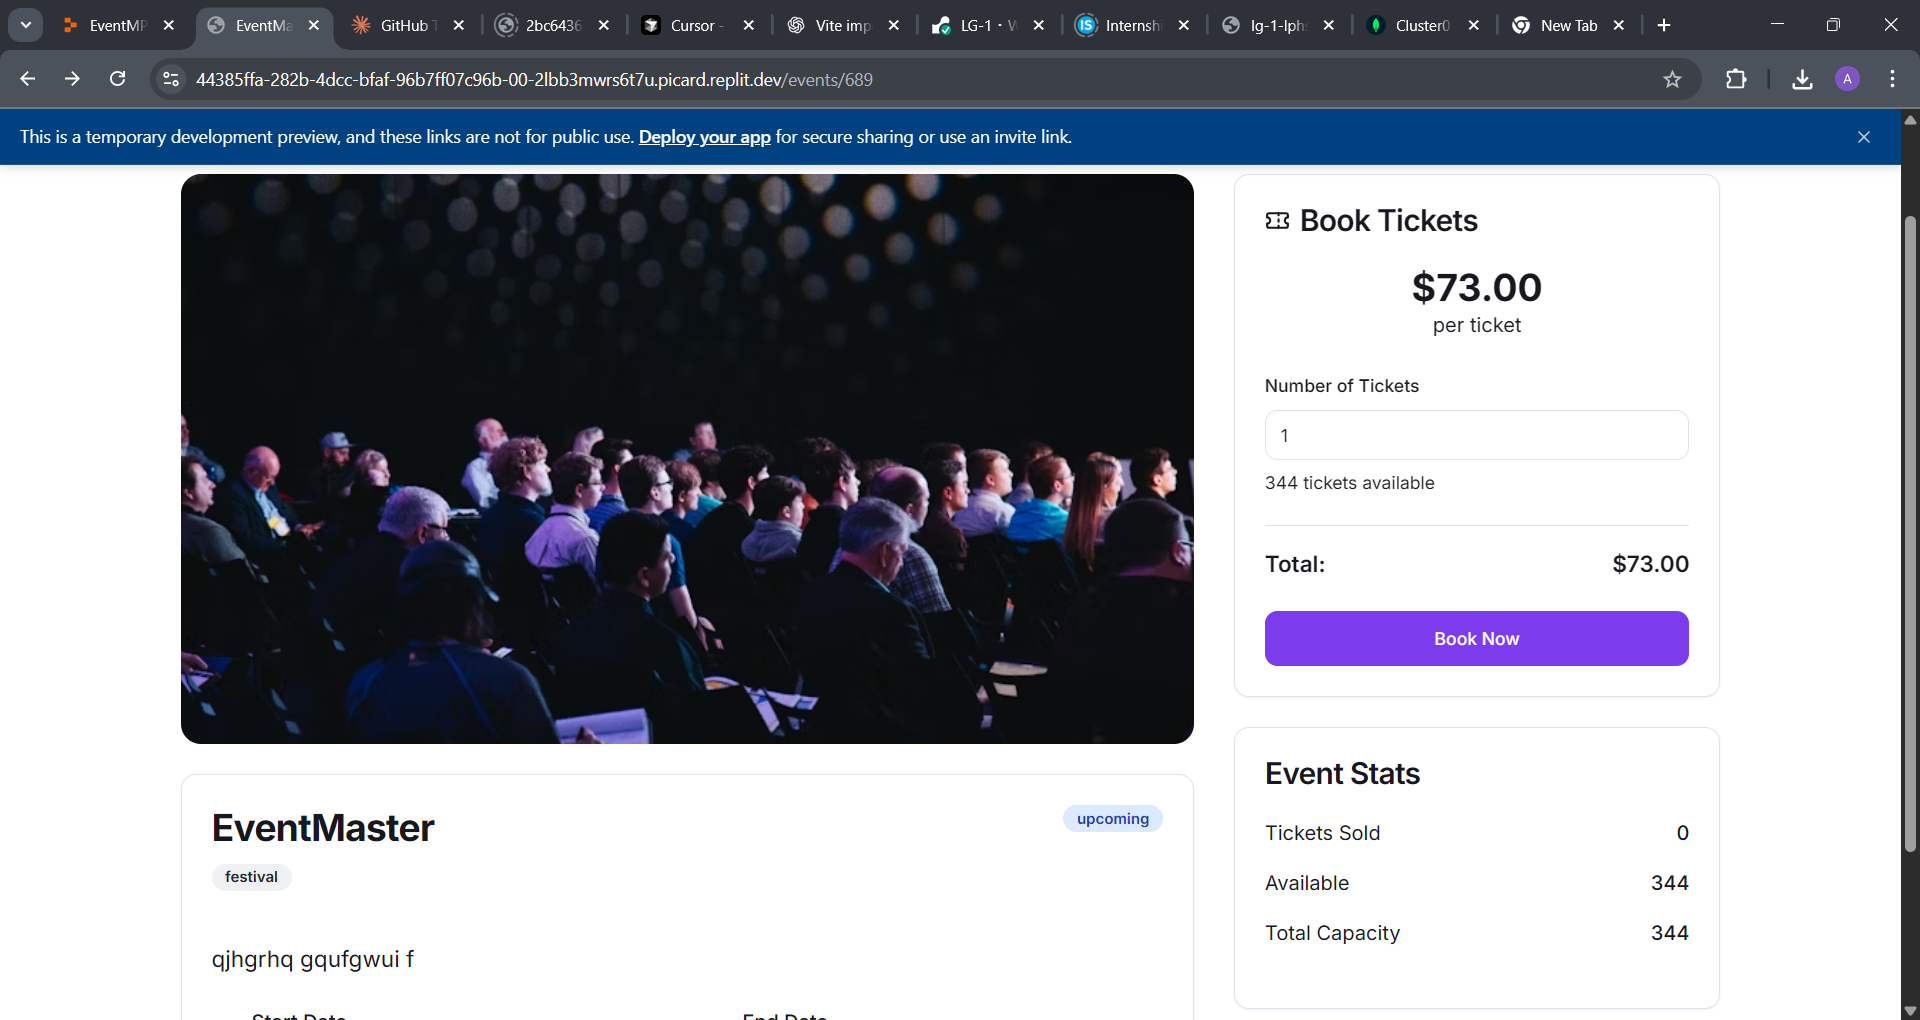 EventMP
EventMa
GitHub T
2bc6436
Cursor -
Vite imp
LG-1 · W
Internshi
lg-1-lphs
Cluster0
New Tab
44385ffa-282b-4dcc-bfaf-96b7ff07c96b-00-2lbb3mwrs6t7u.picard.replit.dev/events/689
A
This is a temporary development preview, and these links are not for public use. Deploy your app for secure sharing or use an invite link.
Book Tickets
$73.00
per ticket
Number of Tickets
1
344 tickets available
Total: $73.00
Book Now
EventMaster
upcoming
festival
qjhgrhq gqufgwui f
Start Date
End Date
Event Stats
Tickets Sold 0
Available 344
Total Capacity 344